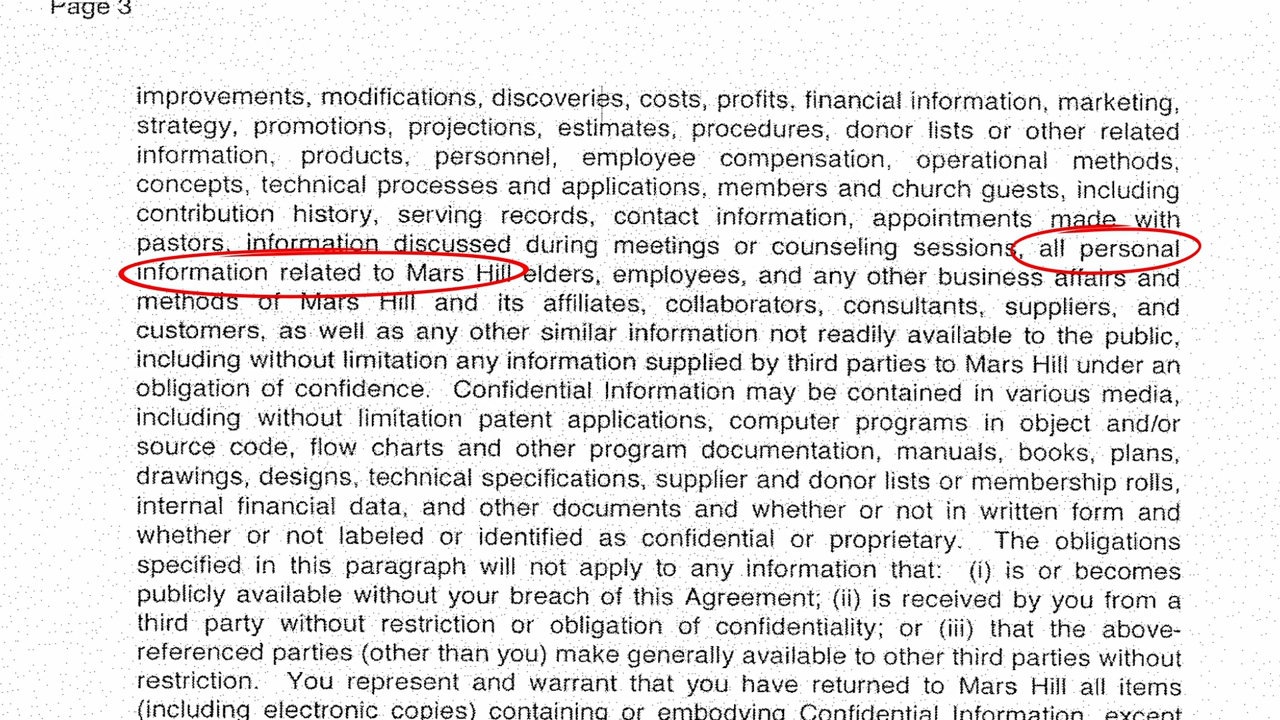 Page 3
improvements, modifications, discoveries, costs, profits, financial information, marketing,
strategy, promotions, projections, estimates, procedures, donor lists or other related
information, products, personnel, employee compensation, operational methods,
concepts, technical processes and applications, members and church guests, including
contribution history, serving records, contact information, appointments made with
pastors, information discussed during meetings or counseling sessions, all personal
information related to Mars Hill elders, employees, and any other business affairs and
methods of Mars Hill and its affiliates, collaborators, consultants, suppliers, and
customers, as well as any other similar information not readily available to the public,
including without limitation any information supplied by third parties to Mars Hill under an
obligation of confidence. Confidential Information may be contained in various media,
including without limitation patent applications, computer programs in object and/or
source code, flow charts and other program documentation, manuals, books, plans,
drawings, designs, technical specifications, supplier and donor lists or membership rolls,
internal financial data, and other documents and whether or not in written form and
whether or not labeled or identified as confidential or proprietary. The obligations
specified in this paragraph will not apply to any information that: (i) is or becomes
publicly available without your breach of this Agreement; (ii) is received by you from a
third party without restriction or obligation of confidentiality; or (iii) that the above-
referenced parties (other than you) make generally available to other third parties without
restriction. You represent and warrant that you have returned to Mars Hill all items
(including electronic copies) containing or embodying Confidential Information, except